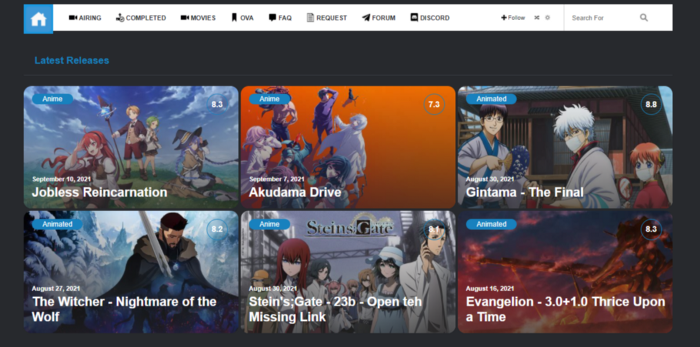 AIRING COMPLETED MOVIES OVA FAQ REQUEST FORUM DISCORD Follow Search For
Latest Releases
Anime 8.3
September 10, 2021
Jobless Reincarnation
Anime 7.3
September 7, 2021
Akudama Drive
Animated 8.8
August 30, 2021
Gintama - The Final
Animated 8.2
August 27, 2021
The Witcher - Nightmare of the
Wolf
Anime Steins;Gate
August 30, 2021
Stein's;Gate - 23b - Open teh
Missing Link
Animated 8.3
August 16, 2021
Evangelion - 3.0+1.0 Thrice Upon
a Time